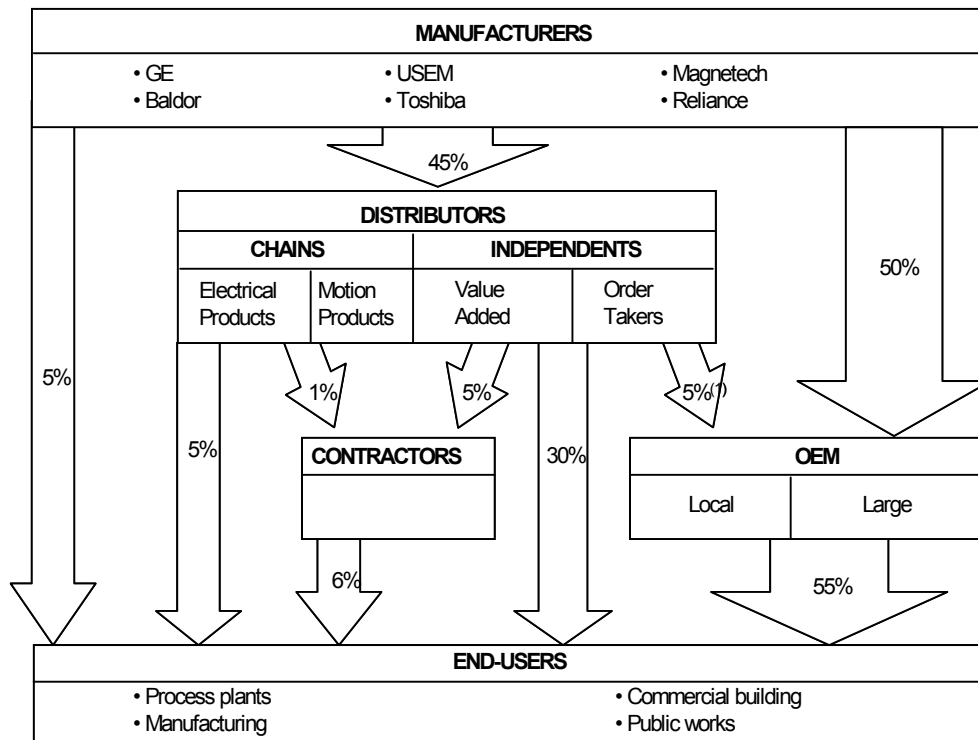 MANUFACTURERS
• GE
• USEM
• Magnetech
• Baldor
• Toshiba
• Reliance
45%
DISTRIBUTORS
CHAINS
INDEPENDENTS
50%
Electrical
Products
Motion
Products
Value
Added
Order
Takers
5%
1%
5%
5%(1)
5%
CONTRACTORS
30%
OEM
Local
Large
6%
55%
END-USERS
• Process plants
• Commercial building
• Manufacturing
• Public works